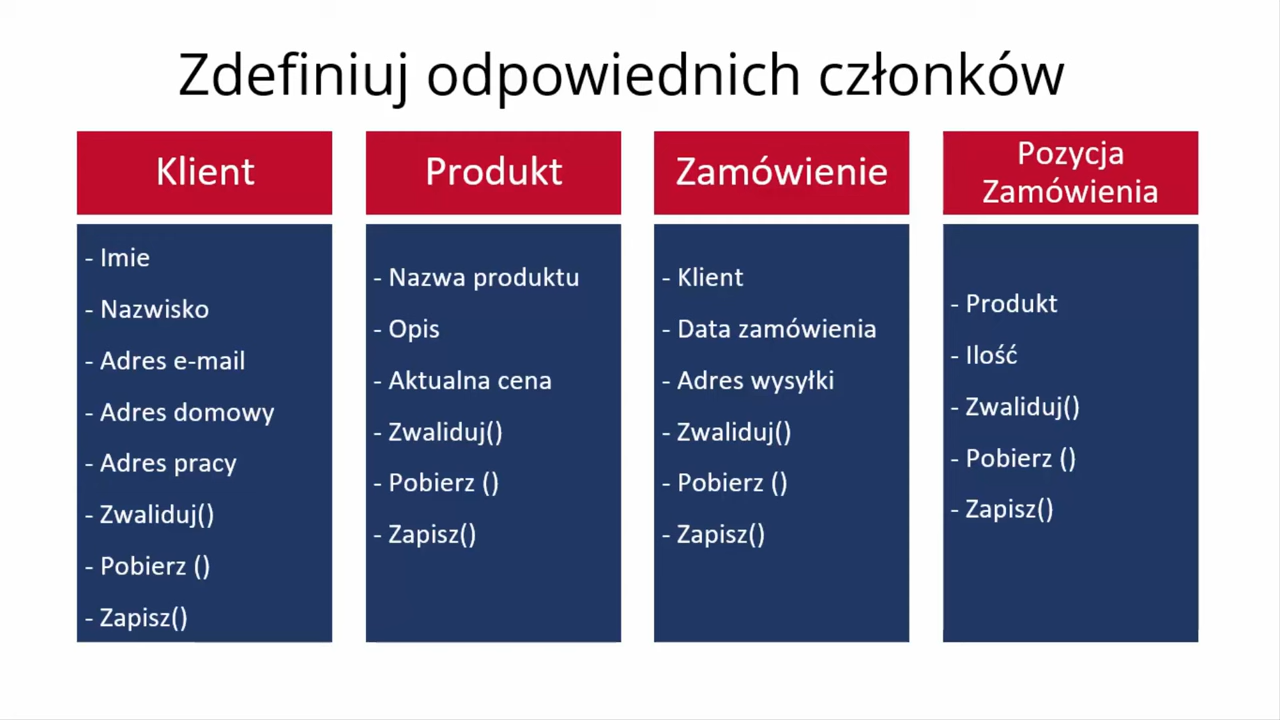 Zdefiniuj odpowiednich członków
Klient
- Imie
- Nazwisko
- Adres e-mail
- Adres domowy
- Adres pracy
- Zwaliduj()
- Pobierz ()
- Zapisz()
Produkt
- Nazwa produktu
- Opis
- Aktualna cena
- Zwaliduj()
- Pobierz ()
- Zapisz()
Zamówienie
- Klient
- Data zamówienia
- Adres wysyłki
- Zwaliduj()
- Pobierz ()
- Zapisz()
Pozycja
Zamówienia
- Produkt
- Ilość
- Zwaliduj()
- Pobierz ()
- Zapisz()